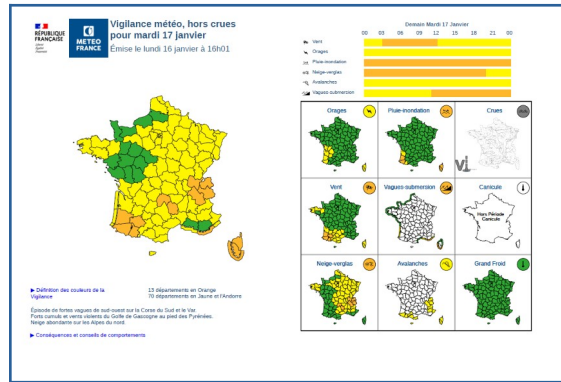 RÉPUBLIQUE
FRANÇAISE
METEO
FRANCE
Vigilance météo, hors crues
pour mardi 17 janvier
Émise le lundi 16 janvier à 16h01
Demain Mardi 17 Janvier
00 03 06 09 12 15 18 21 00
Vent
Orages
Pluie-inondation
Neige-verglas
Avalanches
Vagues-submersion
Orages
Pluie-inondation
Crues
vi
Vent
Vagues-submersion
Canicule
Hors Période
Canicule
Neige-verglas
Avalanches
Grand Froid
▶ Définition des couleurs de la
Vigilance
15 départements en Orange
70 départements en Jaune et l'Andorre
Épisode de fortes vagues de sud-ouest sur la Corse du Sud et le Var.
Forts cumuls et vents violents du Golfe de Gascogne au pied des Pyrénées.
Neige abondante sur les Alpes du nord.
▶ Conséquences et conseils de comportements